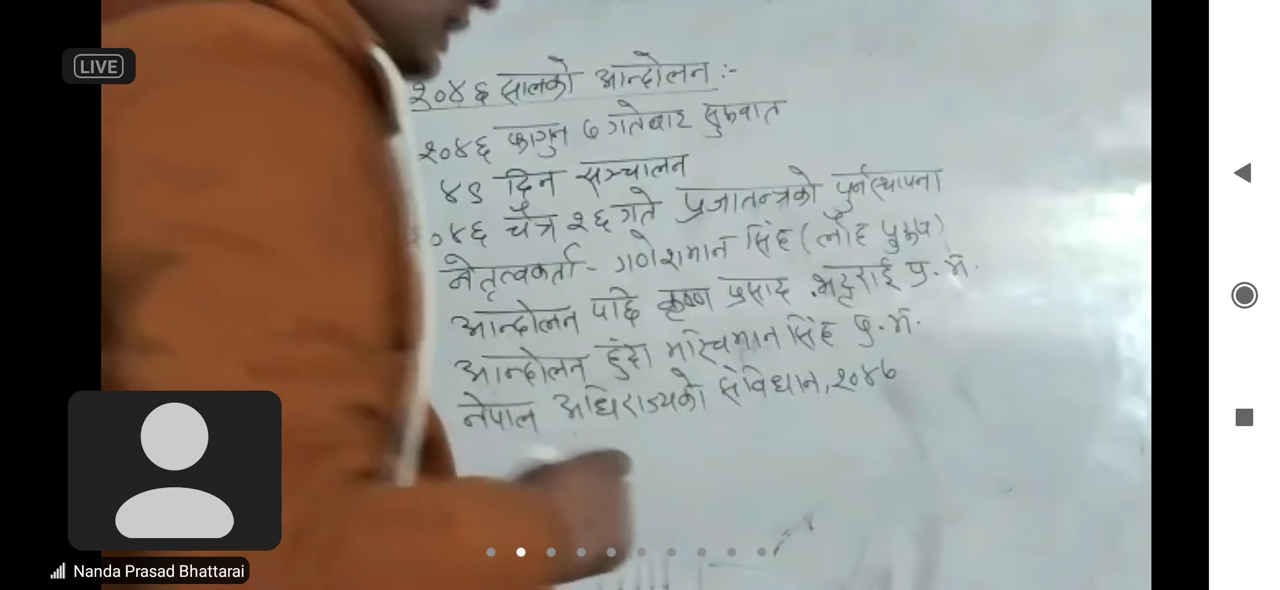 LIVE
२०४६ सालको आन्दोलन :-
२०४६ फागुन ७ गतेबाट सुरुवात
४९ दिन सञ्चालन
२०४६ चैत्र २६ गते प्रजातन्त्रको पुर्नस्थापना
नेतृत्वकर्ता - गणेशमान सिंह (लौह पुरुष)
आन्दोलन पछि कृष्ण प्रसाद भट्टराई प्र.मं.
आन्दोलन हुंदा मरिचमान सिंह प्र.मं.
नेपाल अधिराज्यको संविधान, २०४७
Nanda Prasad Bhattarai